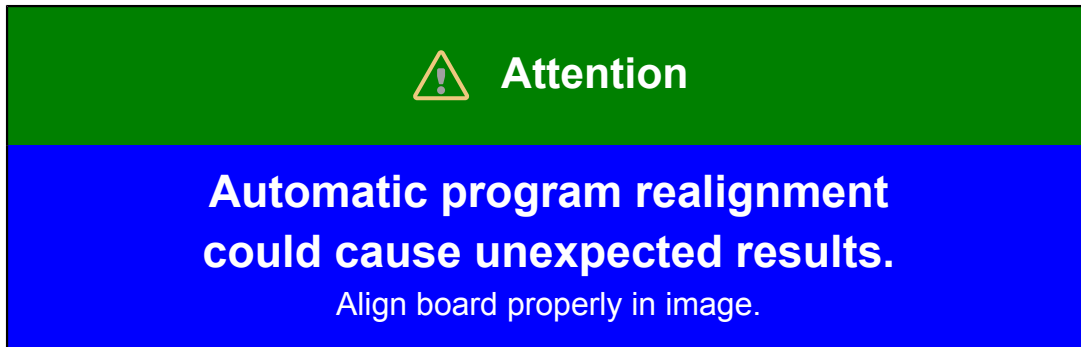 Attention
Automatic program realignment
could cause unexpected results.
Align board properly in image.